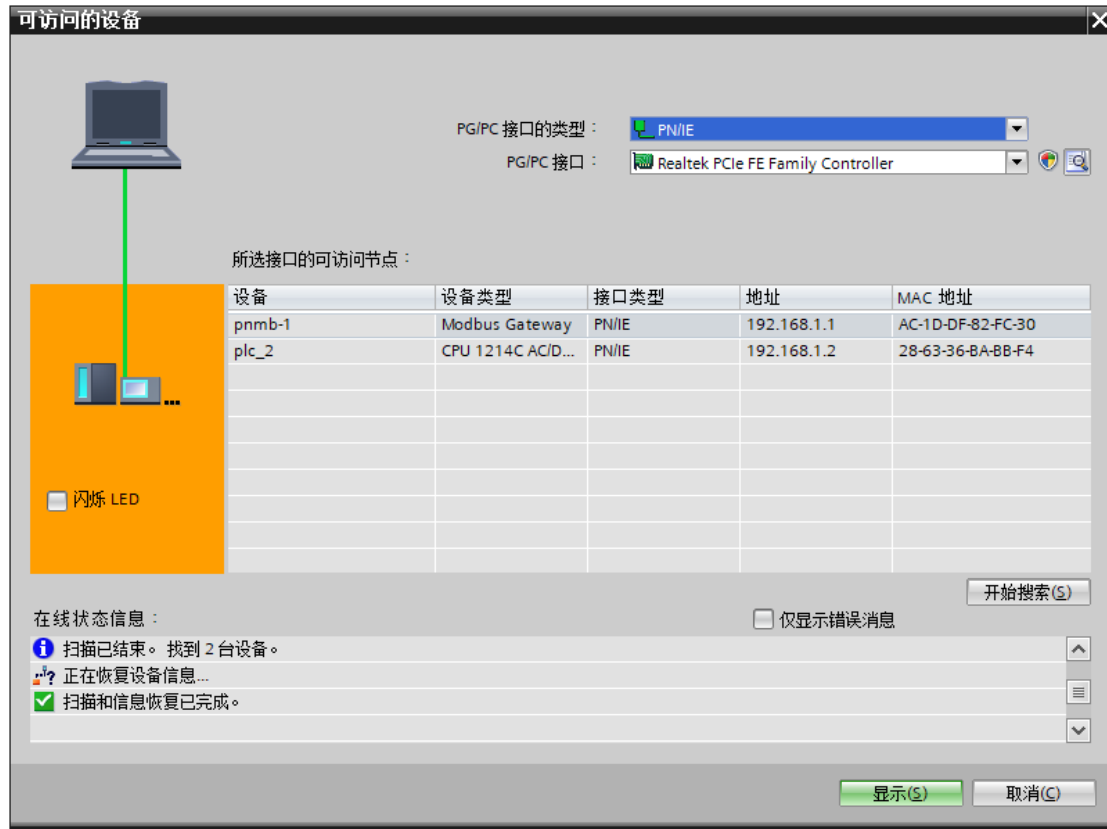 可访问的设备
PG/PC 接口的类型：
PN/IE
PG/PC 接口：
Realtek PCIe FE Family Controller
所选接口的可访问节点：
设备 设备类型 接口类型 地址 MAC 地址
pnmb-1 Modbus Gateway PN/IE 192.168.1.1 AC-1D-DF-82-FC-30
plc_2 CPU 1214C AC/D... PN/IE 192.168.1.2 28-63-36-BA-BB-F4
闪烁 LED
开始搜索(S)
在线状态信息：
仅显示错误消息
扫描已结束。找到 2 台设备。
正在恢复设备信息...
扫描和信息恢复已完成。
显示(S)
取消(C)